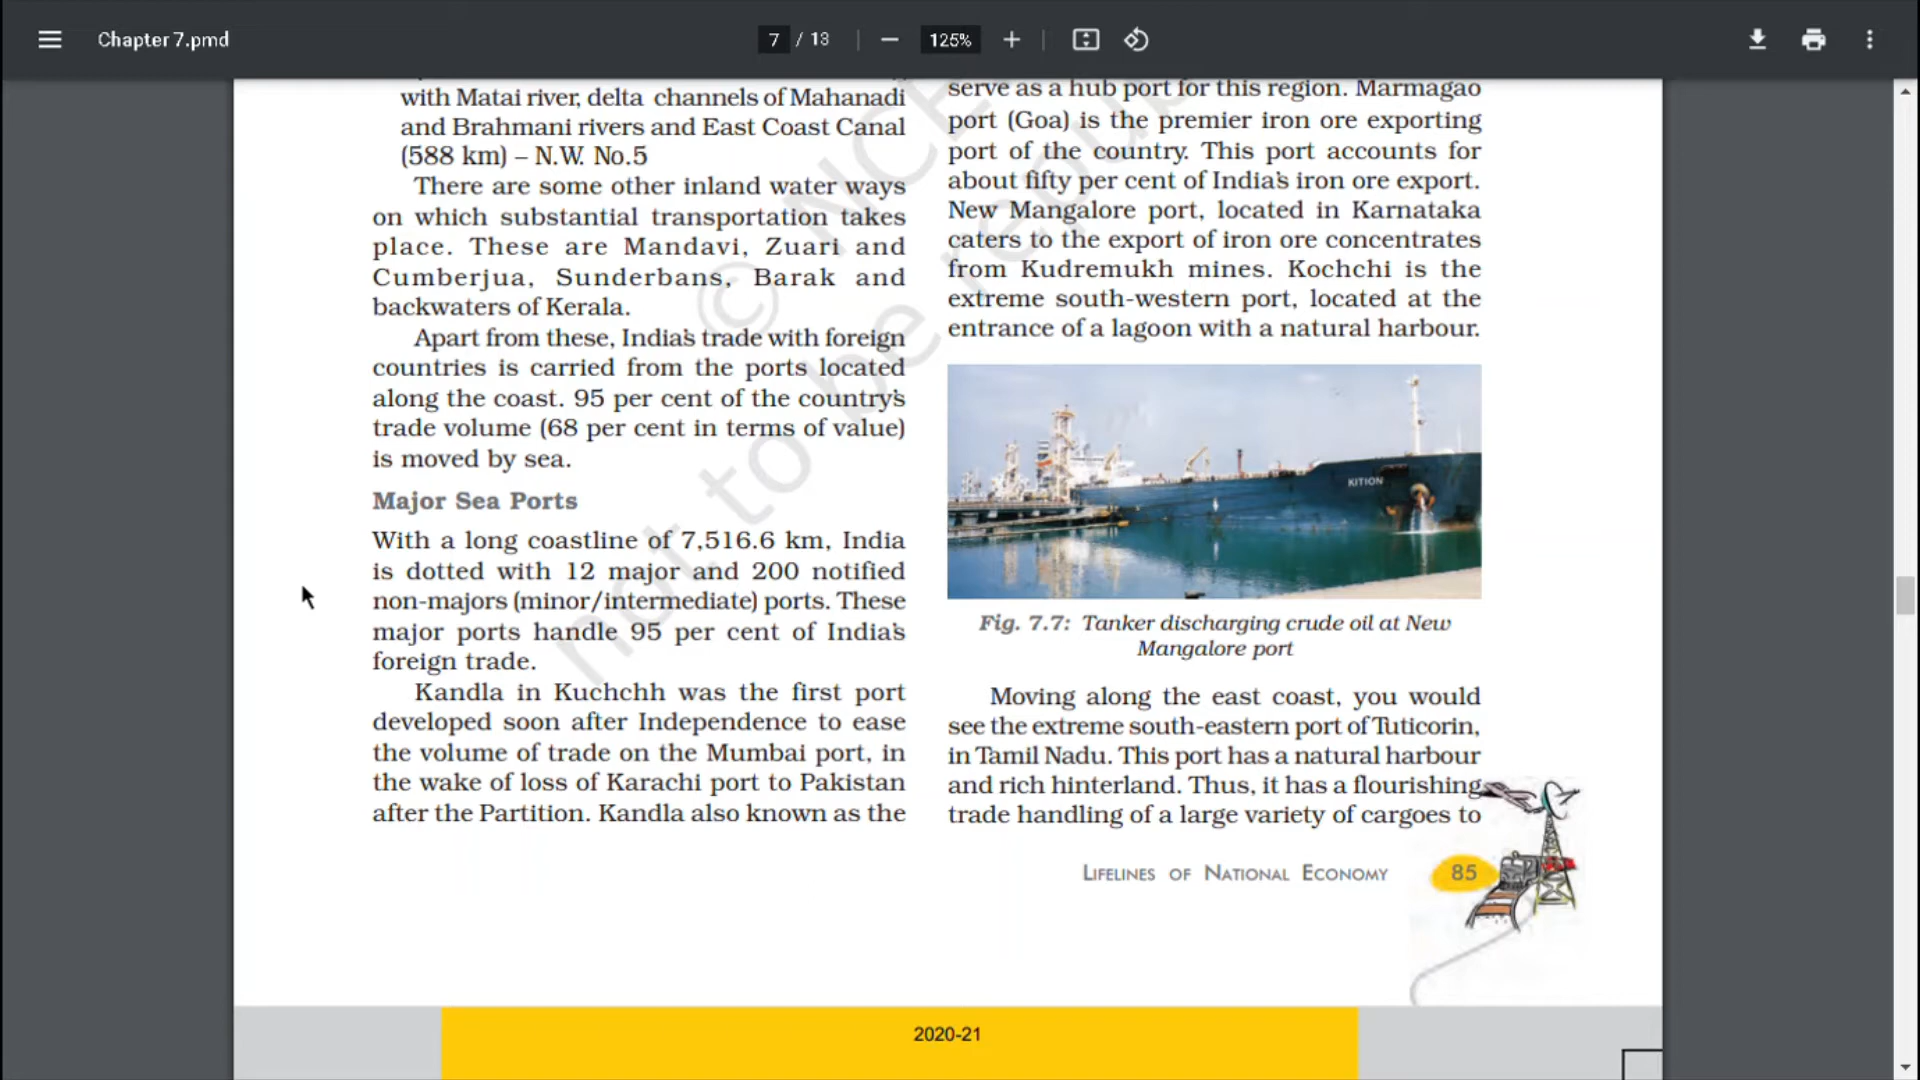 Chapter 7.pmd
7 / 13
125%
with Matai river, delta channels of Mahanadi
and Brahmani rivers and East Coast Canal
(588 km) – N.W. No.5
There are some other inland water ways
on which substantial transportation takes
place. These are Mandavi, Zuari and
Cumberjua, Sunderbans, Barak and
backwaters of Kerala.
Apart from these, India's trade with foreign
countries is carried from the ports located
along the coast. 95 per cent of the country's
trade volume (68 per cent in terms of value)
is moved by sea.
Major Sea Ports
With a long coastline of 7,516.6 km, India
is dotted with 12 major and 200 notified
non-majors (minor/intermediate) ports. These
major ports handle 95 per cent of India's
foreign trade.
Kandla in Kuchchh was the first port
developed soon after Independence to ease
the volume of trade on the Mumbai port, in
the wake of loss of Karachi port to Pakistan
after the Partition. Kandla also known as the
serve as a hub port for this region. Marmagao
port (Goa) is the premier iron ore exporting
port of the country. This port accounts for
about fifty per cent of India's iron ore export.
New Mangalore port, located in Karnataka
caters to the export of iron ore concentrates
from Kudremukh mines. Kochchi is the
extreme south-western port, located at the
entrance of a lagoon with a natural harbour.
KITION
Fig. 7.7: Tanker discharging crude oil at New
Mangalore port
Moving along the east coast, you would
see the extreme south-eastern port of Tuticorin,
in Tamil Nadu. This port has a natural harbour
and rich hinterland. Thus, it has a flourishing
trade handling of a large variety of cargoes to
LIFELINES OF NATIONAL ECONOMY
85
2020-21
© NCE
not to be repub